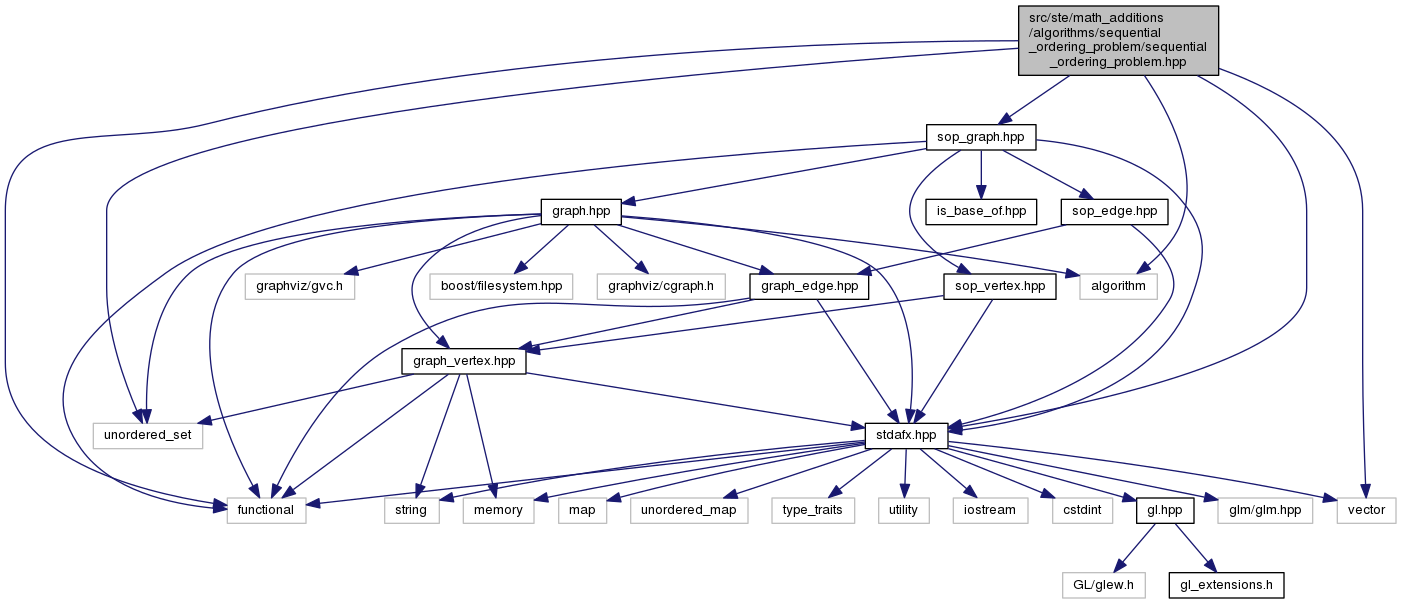 src/ste/math_additions
/algorithms/sequential
_ordering_problem/sequential
_ordering_problem.hpp
sop_graph.hpp
graph.hpp
is_base_of.hpp
sop_edge.hpp
graphviz/gvc.h
boost/filesystem.hpp
graphviz/cgraph.h
graph_edge.hpp
sop_vertex.hpp
algorithm
graph_vertex.hpp
unordered_set
stdafx.hpp
functional
string
memory
map
unordered_map
type_traits
utility
iostream
cstdint
gl.hpp
glm/glm.hpp
vector
GL/glew.h
gl_extensions.h